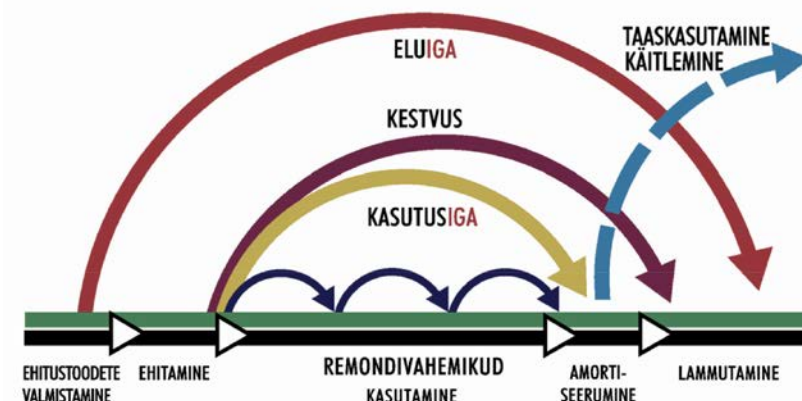 ELUIGA
TAASKASUTAMINE
KÄITLEMINE
KESTVUS
KASUTUSIGA
EHITUSTOODETE
VALMISTAMINE
EHITAMINE
REMONDIVAHEMIKUD
KASUTAMINE
AMORTI-
SEERUMINE
LAMMUTAMINE